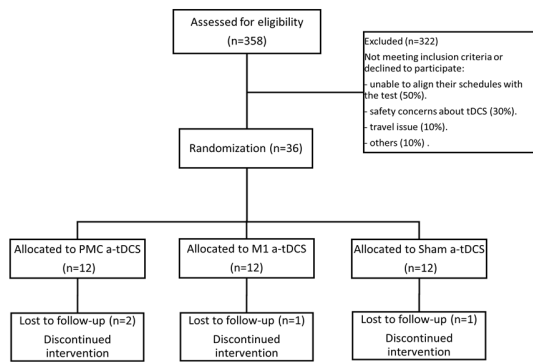 Assessed for eligibility
(n=358)
Excluded (n=322)
Not meeting inclusion criteria or
declined to participate:
- unable to align their schedules with
the test (50%).
- safety concerns about tDCS (30%).
- travel issue (10%).
- others (10%) .
Randomization (n=36)
Allocated to PMC a-tDCS
(n=12)
Allocated to M1 a-tDCS
(n=12)
Allocated to Sham a-tDCS
(n=12)
Lost to follow-up (n=2)
Discontinued
intervention
Lost to follow-up (n=1)
Discontinued
intervention
Lost to follow-up (n=1)
Discontinued
intervention